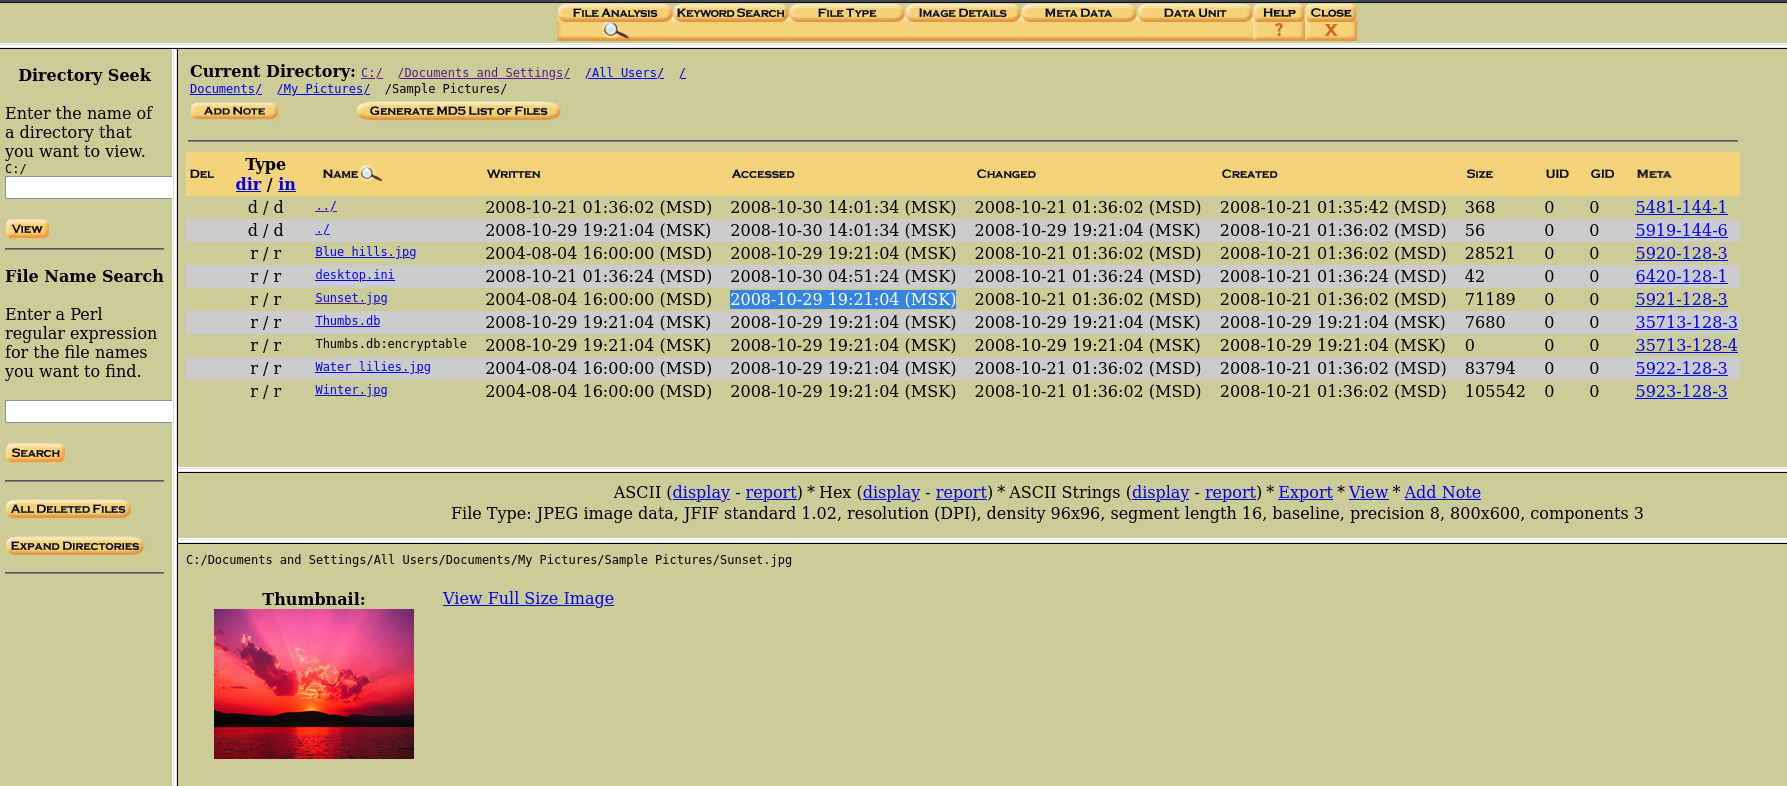 FILE ANALYSIS KEYWORD SEARCH FILE TYPE IMAGE DETAILS META DATA DATA UNIT HELP CLOSE
? X
Directory Seek
Enter the name of
a directory that
you want to view.
C:/
VIEW
File Name Search
Enter a Perl
regular expression
for the file names
you want to find.
SEARCH
ALL DELETED FILES
EXPAND DIRECTORIES
Current Directory: C:/ /Documents and Settings/ /All Users/ /
Documents/ /My Pictures/ /Sample Pictures/
ADD NOTE GENERATE MD5 LIST OF FILES
DEL Type dir / in NAME WRITTEN ACCESSED CHANGED CREATED SIZE UID GID META
d / d ../ 2008-10-21 01:36:02 (MSD) 2008-10-30 14:01:34 (MSK) 2008-10-21 01:36:02 (MSD) 2008-10-21 01:35:42 (MSD) 368 0 0 5481-144-1
d / d ./ 2008-10-29 19:21:04 (MSK) 2008-10-30 14:01:34 (MSK) 2008-10-29 19:21:04 (MSK) 2008-10-21 01:36:02 (MSD) 56 0 0 5919-144-6
r / r Blue hills.jpg 2004-08-04 16:00:00 (MSD) 2008-10-29 19:21:04 (MSK) 2008-10-21 01:36:02 (MSD) 2008-10-21 01:36:02 (MSD) 28521 0 0 5920-128-3
r / r desktop.ini 2008-10-21 01:36:24 (MSD) 2008-10-30 04:51:24 (MSK) 2008-10-21 01:36:24 (MSD) 2008-10-21 01:36:24 (MSD) 42 0 0 6420-128-1
r / r Sunset.jpg 2004-08-04 16:00:00 (MSD) 2008-10-29 19:21:04 (MSK) 2008-10-21 01:36:02 (MSD) 2008-10-21 01:36:02 (MSD) 71189 0 0 5921-128-3
r / r Thumbs.db 2008-10-29 19:21:04 (MSK) 2008-10-29 19:21:04 (MSK) 2008-10-29 19:21:04 (MSK) 2008-10-29 19:21:04 (MSK) 7680 0 0 35713-128-3
r / r Thumbs.db:encryptable 2008-10-29 19:21:04 (MSK) 2008-10-29 19:21:04 (MSK) 2008-10-29 19:21:04 (MSK) 2008-10-29 19:21:04 (MSK) 0 0 0 35713-128-4
r / r Water lilies.jpg 2004-08-04 16:00:00 (MSD) 2008-10-29 19:21:04 (MSK) 2008-10-21 01:36:02 (MSD) 2008-10-21 01:36:02 (MSD) 83794 0 0 5922-128-3
r / r Winter.jpg 2004-08-04 16:00:00 (MSD) 2008-10-29 19:21:04 (MSK) 2008-10-21 01:36:02 (MSD) 2008-10-21 01:36:02 (MSD) 105542 0 0 5923-128-3
ASCII (display - report) * Hex (display - report) * ASCII Strings (display - report) * Export * View * Add Note
File Type: JPEG image data, JFIF standard 1.02, resolution (DPI), density 96x96, segment length 16, baseline, precision 8, 800x600, components 3
C:/Documents and Settings/All Users/Documents/My Pictures/Sample Pictures/Sunset.jpg
Thumbnail: View Full Size Image